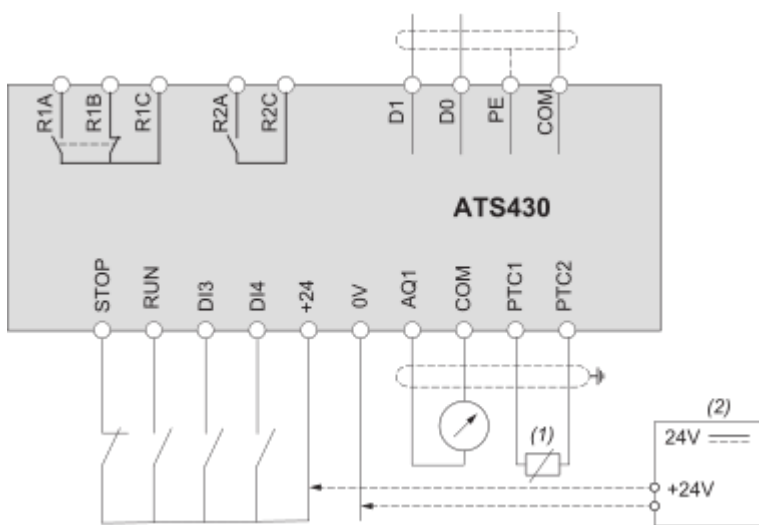 R1A
R1B
R1C
R2A
R2C
D1
D0
PE
COM
ATS430
STOP
RUN
DI3
DI4
+24
0V
AQ1
COM
PTC1
PTC2
(1)
(2)
24V
+24V